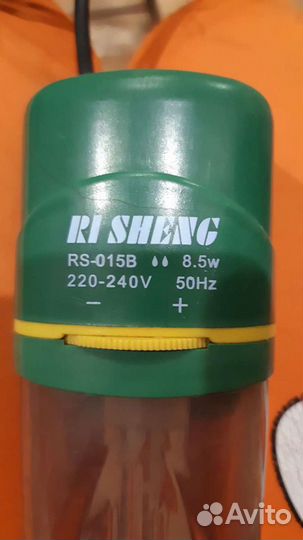 RI SHENG
RS-015B 8.5w
220-240V 50Hz
− +
Avito